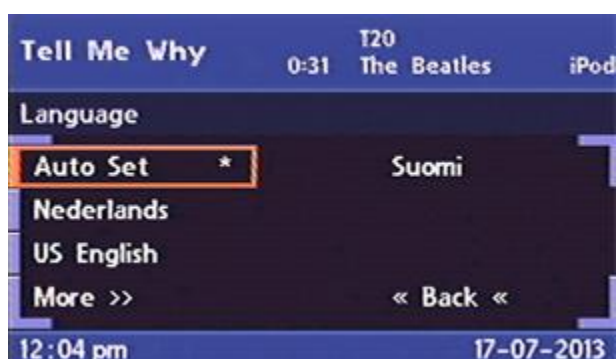 Tell Me Why 0:31 T20 The Beatles iPod
Language
Auto Set * Suomi
Nederlands
US English
More >> « Back «
12:04 pm 17-07-2013